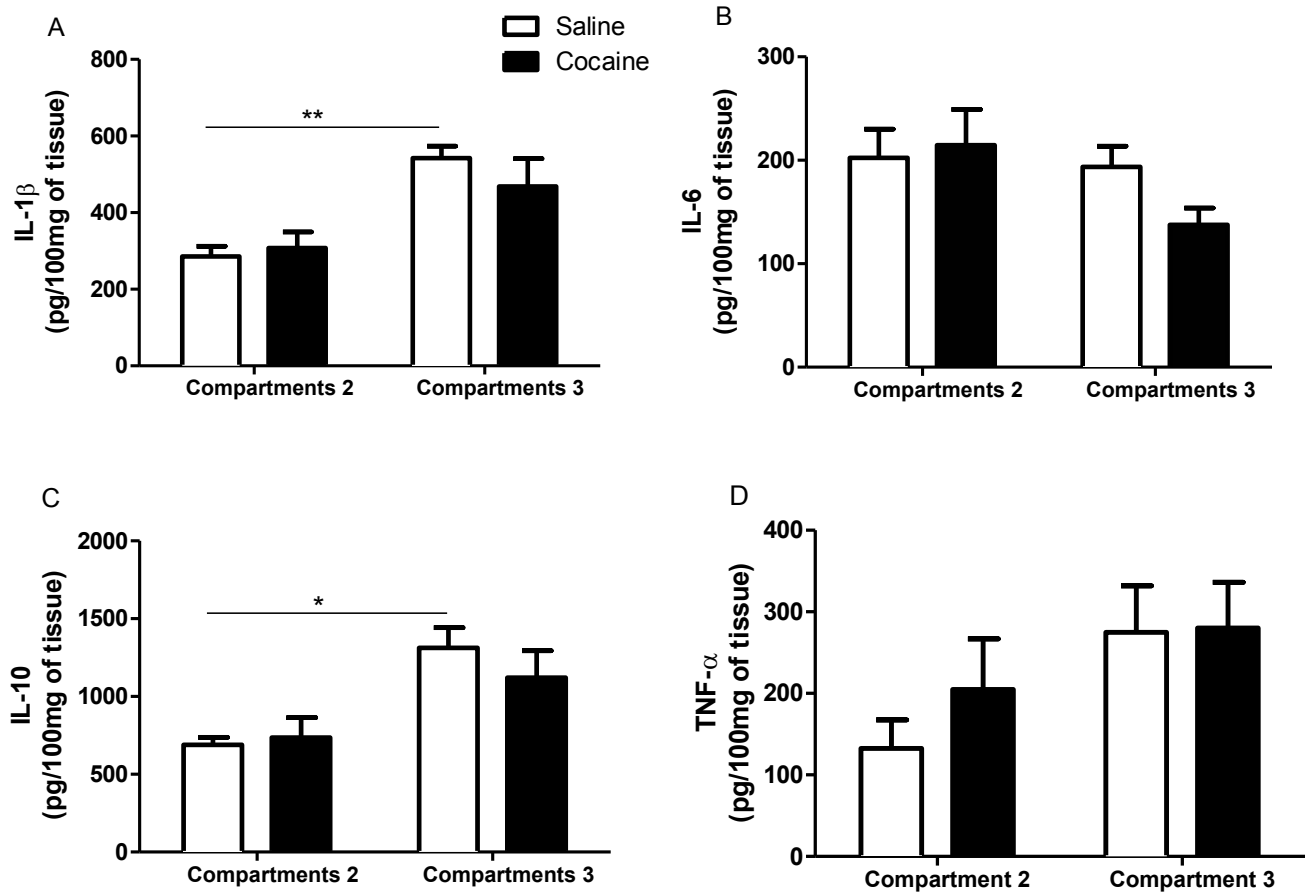 A
Saline
Cocaine
800
600
400
200
0
IL-1β
(pg/100mg of tissue)
**
Compartments 2
Compartments 3
B
300
200
100
0
IL-6
(pg/100mg of tissue)
Compartments 2
Compartments 3
C
2000
1500
1000
500
0
IL-10
(pg/100mg of tissue)
*
Compartments 2
Compartments 3
D
400
300
200
100
0
TNF-α
(pg/100mg of tissue)
Compartment 2
Compartment 3